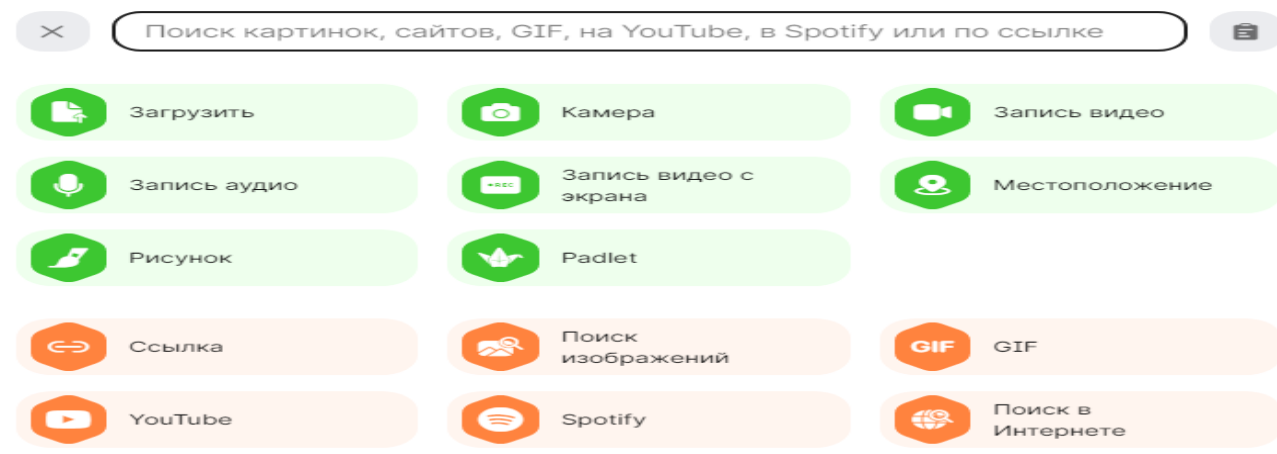 Поиск картинок, сайтов, GIF, на YouTube, в Spotify или по ссылке
Загрузить
Камера
Запись видео
Запись аудио
•REC
Запись видео с
экрана
Местоположение
Рисунок
Padlet
Ссылка
Поиск
изображений
GIF
GIF
YouTube
Spotify
Поиск в
Интернете